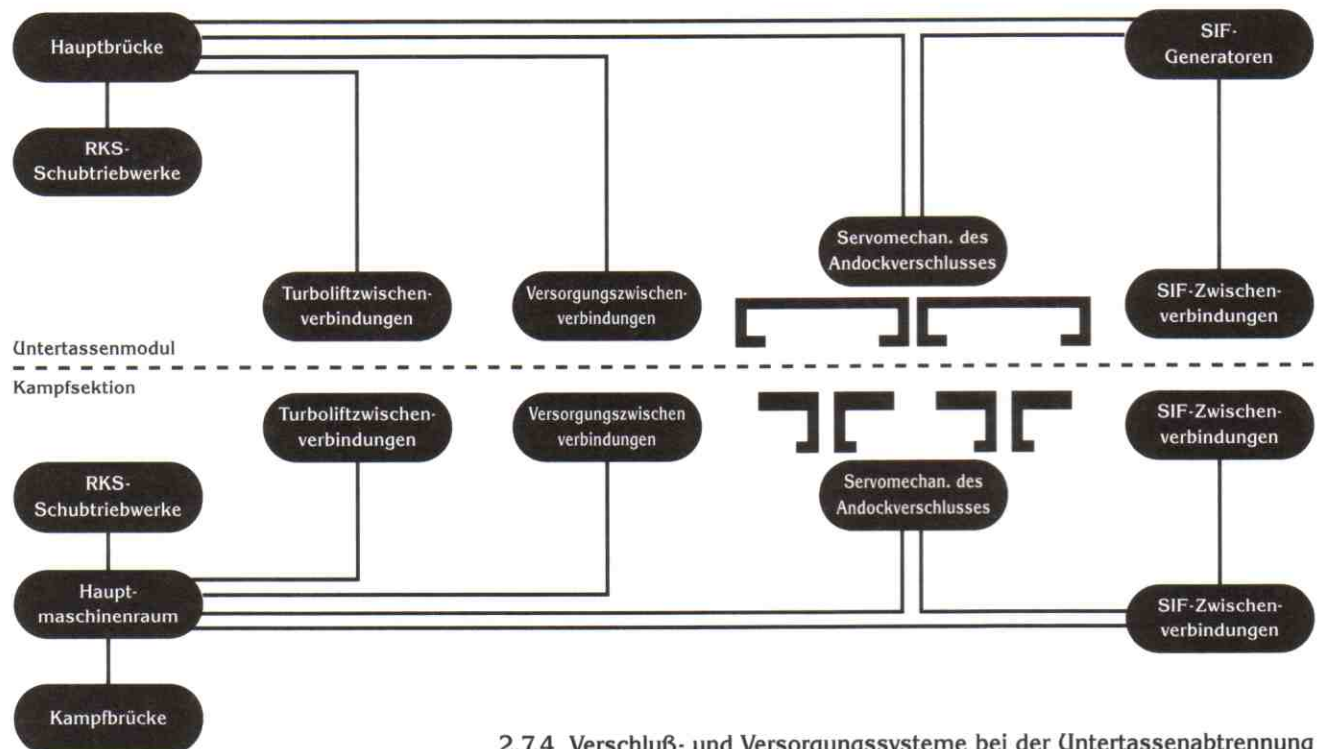 Hauptbrücke
SIF-
Generatoren
RKS-
Schubtriebwerke
Servomechan. des
Andockverschlusses
Turboliftzwischen-
verbindungen
Versorgungszwischen-
verbindungen
SIF-Zwischen-
verbindungen
Untertassenmodul
Kampfsektion
Turboliftzwischen-
verbindungen
Versorgungszwischen
verbindungen
SIF-Zwischen-
verbindungen
RKS-
Schubtriebwerke
Servomechan. des
Andockverschlusses
Haupt-
maschinenraum
SIF-Zwischen-
verbindungen
Kampfbrücke
2.7.4 Verschluß- und Versorgungssysteme bei der Untertassenabtrennung